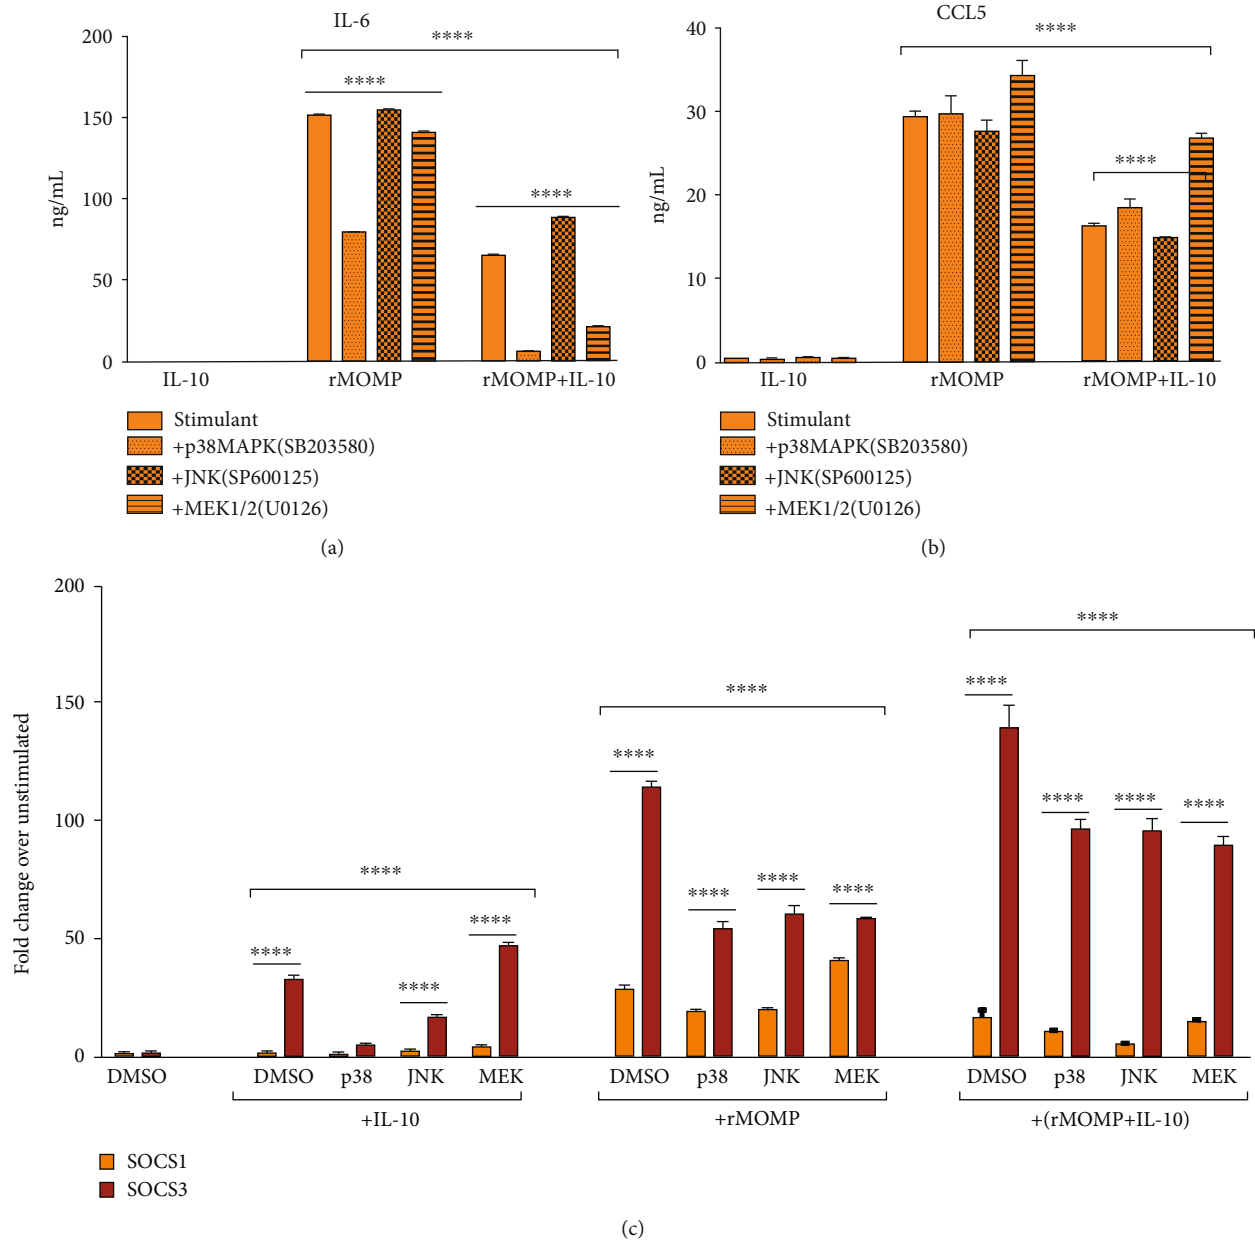 IL-6
200
150
100
50
0
ng/mL
****
****
****
IL-10 rMOMP rMOMP+IL-10
Stimulant
+p38MAPK(SB203580)
+JNK(SP600125)
+MEK1/2(U0126)
(a)
CCL5
40
30
20
10
0
ng/mL
****
****
IL-10 rMOMP rMOMP+IL-10
Stimulant
+p38MAPK(SB203580)
+JNK(SP600125)
+MEK1/2(U0126)
(b)
200
150
100
50
0
Fold change over unstimulated
****
****
****
****
****
****
****
****
****
****
****
****
****
****
DMSO DMSO p38 JNK MEK DMSO p38 JNK MEK DMSO p38 JNK MEK
+IL-10 +rMOMP +(rMOMP+IL-10)
SOCS1
SOCS3
(c)